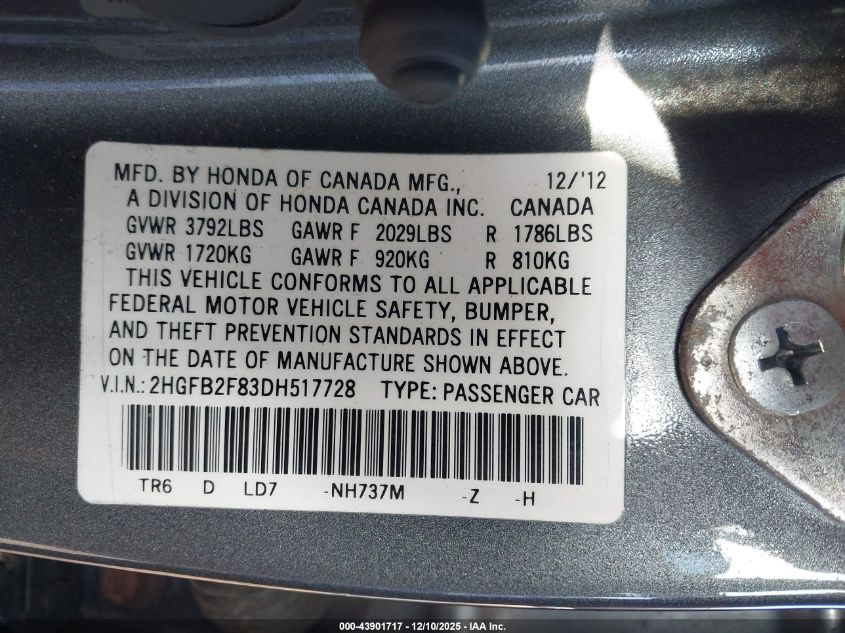 MFD. BY HONDA OF CANADA MFG., 12/'12
A DIVISION OF HONDA CANADA INC. CANADA
GVWR 3792LBS GAWR F 2029LBS R 1786LBS
GVWR 1720KG GAWR F 920KG R 810KG
THIS VEHICLE CONFORMS TO ALL APPLICABLE
FEDERAL MOTOR VEHICLE SAFETY, BUMPER,
AND THEFT PREVENTION STANDARDS IN EFFECT
ON THE DATE OF MANUFACTURE SHOWN ABOVE.
V.I.N.: 2HGFB2F83DH517728 TYPE: PASSENGER CAR
TR6 D LD7 -NH737M -Z -H
000-43901717 - 12/10/2025 - IAA Inc.